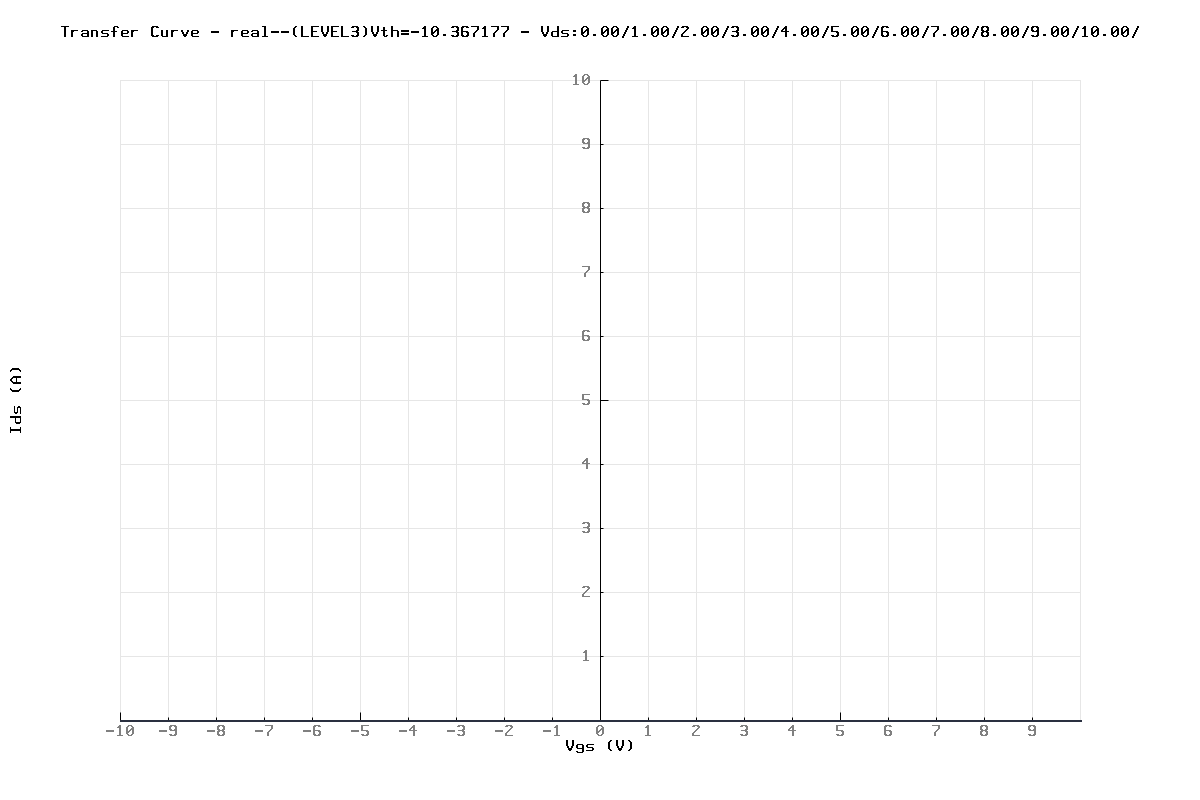 Transfer Curve - real--(LEVEL3)Vth=-10.367177 - Vds:0.00/1.00/2.00/3.00/4.00/5.00/6.00/7.00/8.00/9.00/10.00/
10
9
8
7
6
5
4
3
2
1
Ids (A)
-10 -9 -8 -7 -6 -5 -4 -3 -2 -1 0 1 2 3 4 5 6 7 8 9
Vgs (V)